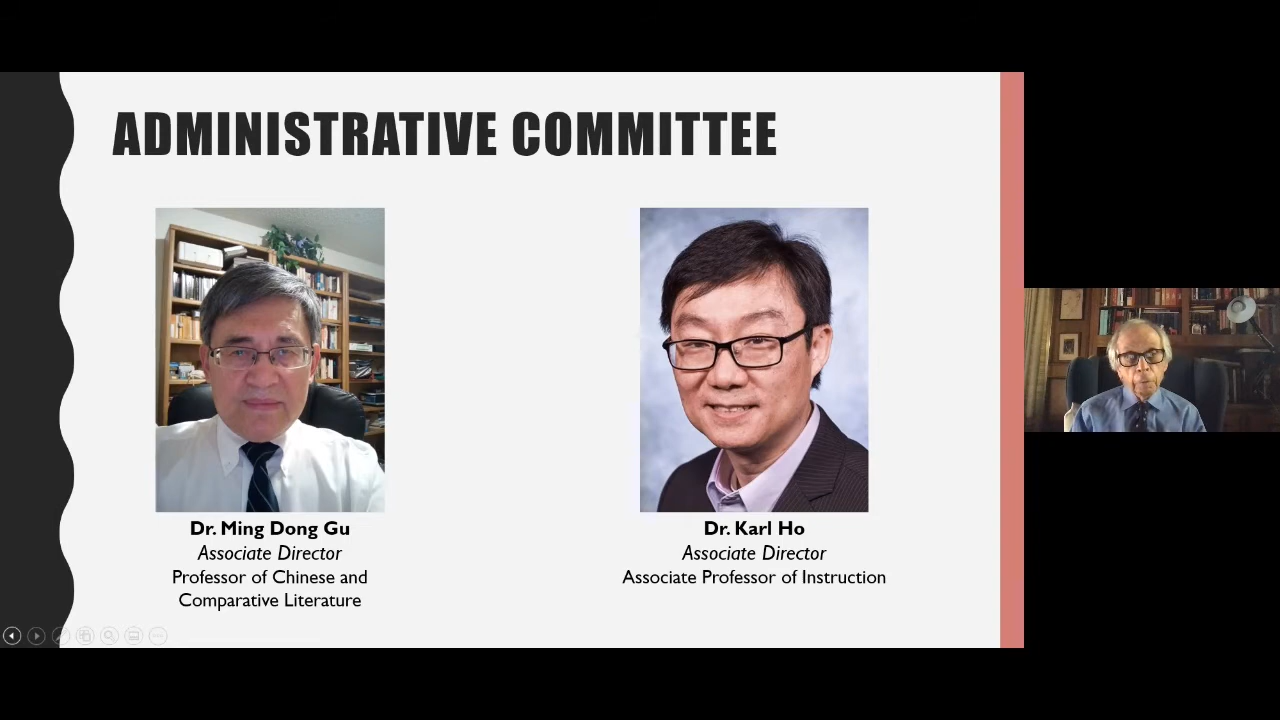 ADMINISTRATIVE COMMITTEE
Dr. Ming Dong Gu
Associate Director
Professor of Chinese and
Comparative Literature
Dr. Karl Ho
Associate Director
Associate Professor of Instruction